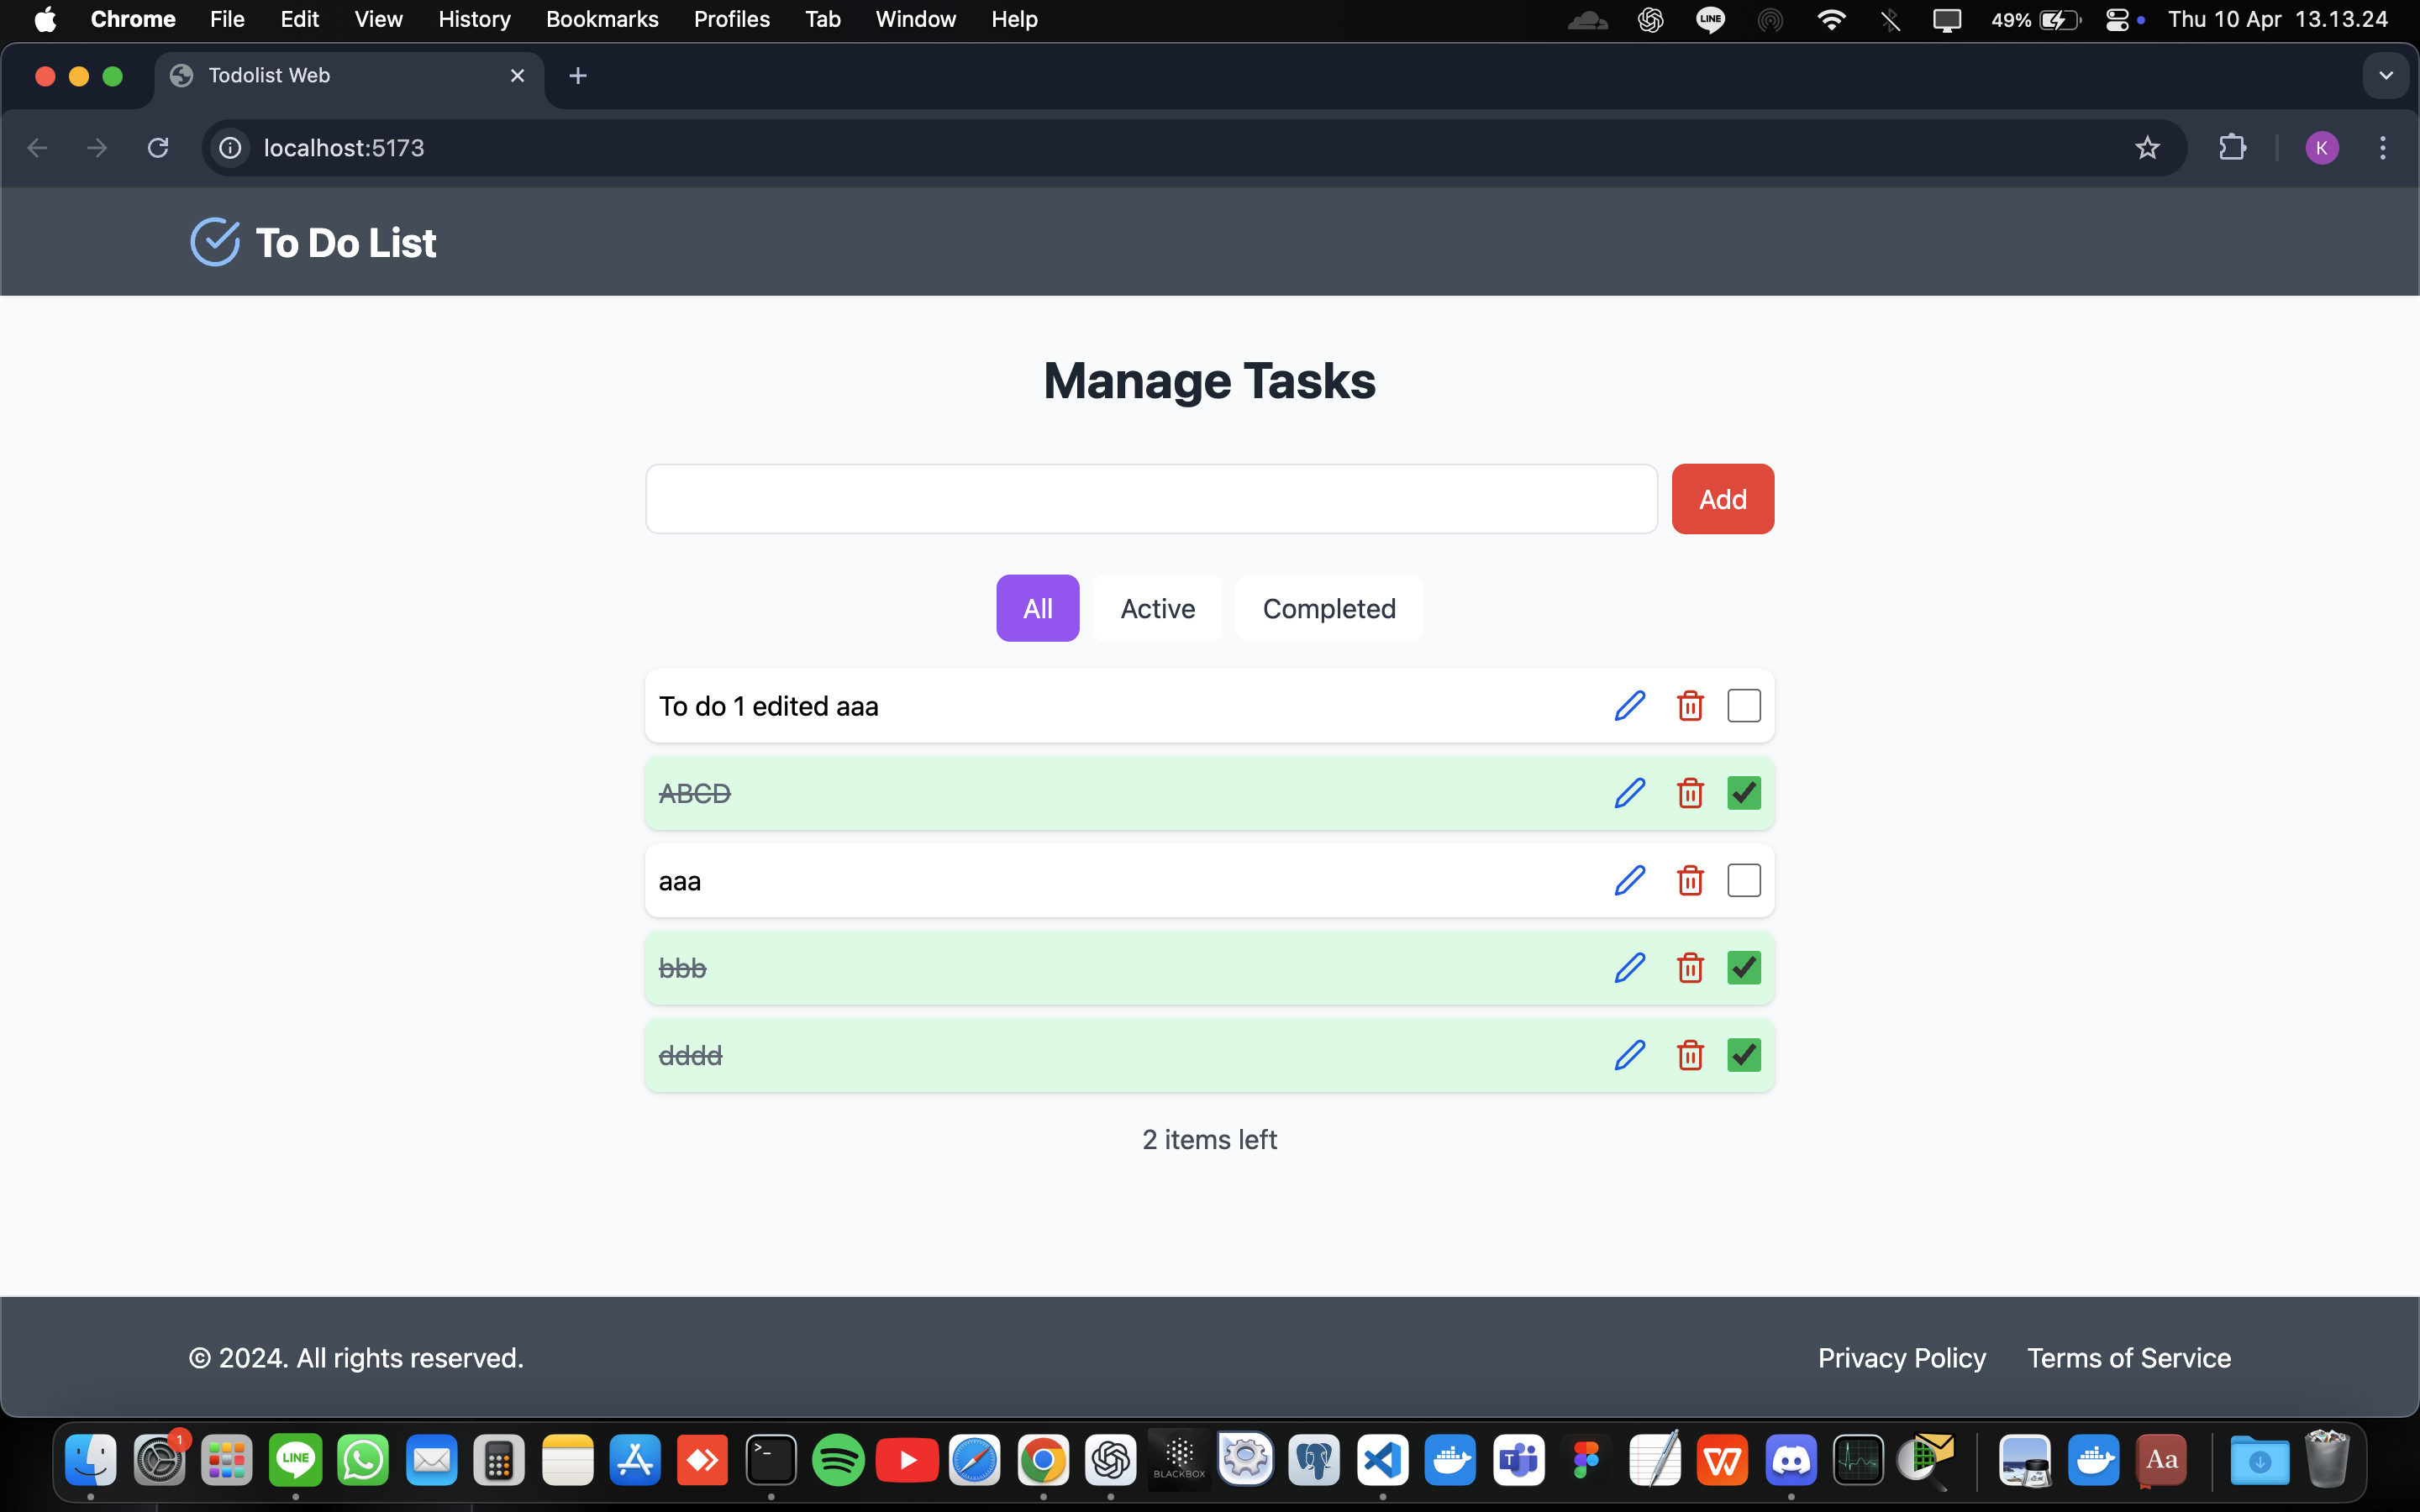 Chrome File Edit View History Bookmarks Profiles Tab Window Help LINE 49% Thu 10 Apr 13.13.24
Todolist Web
localhost:5173 K
To Do List
Manage Tasks
Add
All Active Completed
To do 1 edited aaa
ABCD
aaa
bbb
dddd
2 items left
© 2024. All rights reserved. Privacy Policy Terms of Service
1
LINE >_ BLACKBOX T W Aa